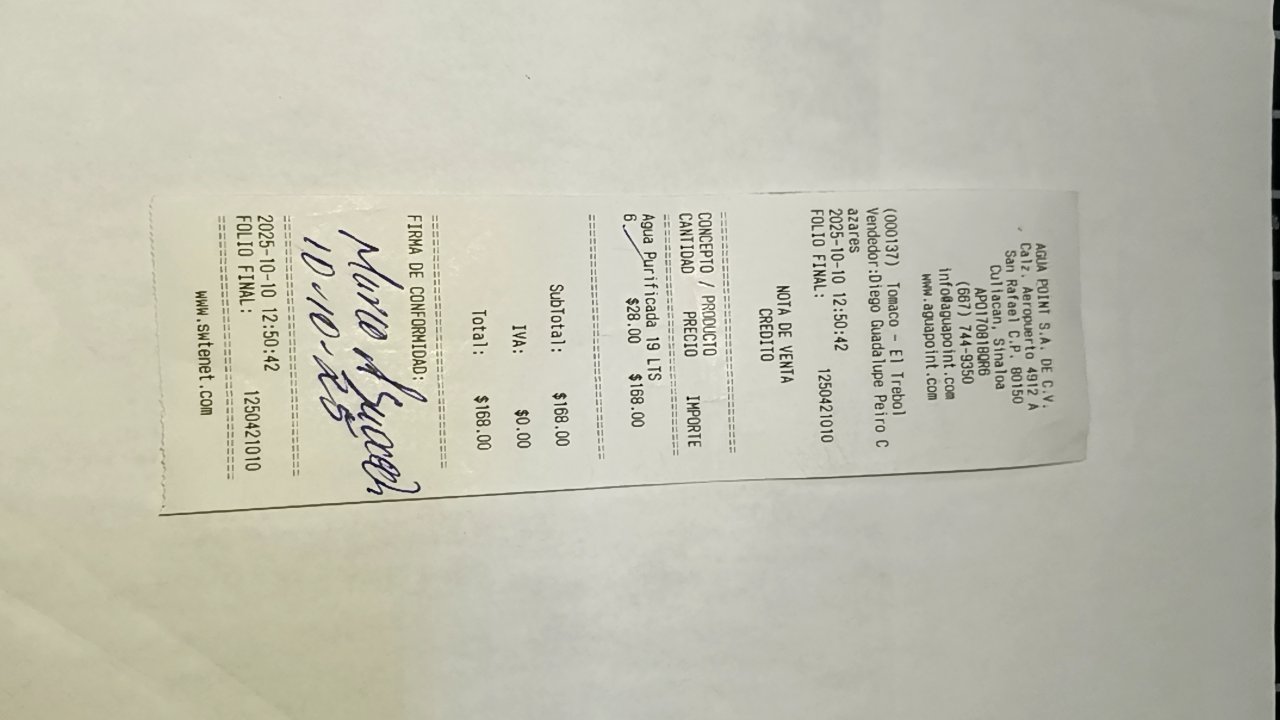 AGUA POINT S.A. DE C.V.
Calz. Aeropuerto 4912 A
San Rafael C.P. 80150
Culiacan, Sinaloa
APO170818QR6
(667) 744-9350
info@aguapoint.com
www.aguapoint.com
(000137) Tomaco - El Trebol
Vendedor:Diego Guadalupe Peiro C
azares
2025-10-10 12:50:42
FOLIO FINAL: 1250421010
NOTA DE VENTA
CREDITO
================================
CONCEPTO / PRODUCTO
CANTIDAD PRECIO IMPORTE
================================
Agua Purificada 19 LTS
6 $28.00 $168.00
================================
SubTotal: $168.00
IVA: $0.00
Total: $168.00
================================
FIRMA DE CONFORMIDAD:
10-10-25
================================
2025-10-10 12:50:42
FOLIO FINAL: 1250421010
================================
www.swtenet.com